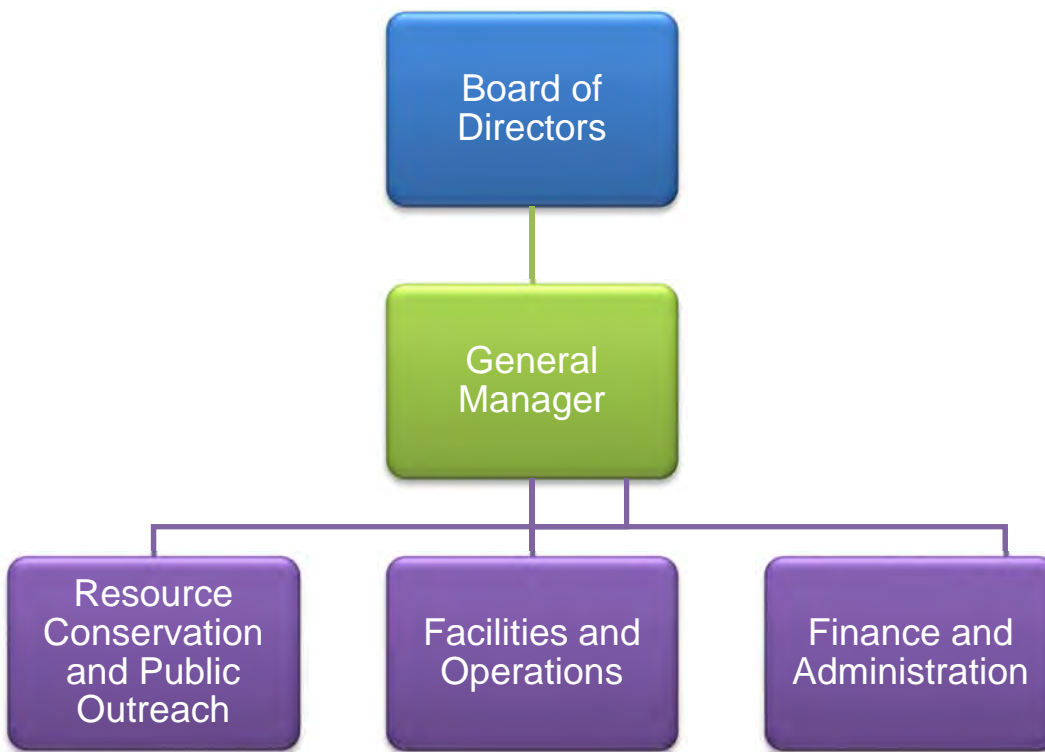 Board of
Directors
General
Manager
Resource
Conservation
and Public
Outreach
Facilities and
Operations
Finance and
Administration